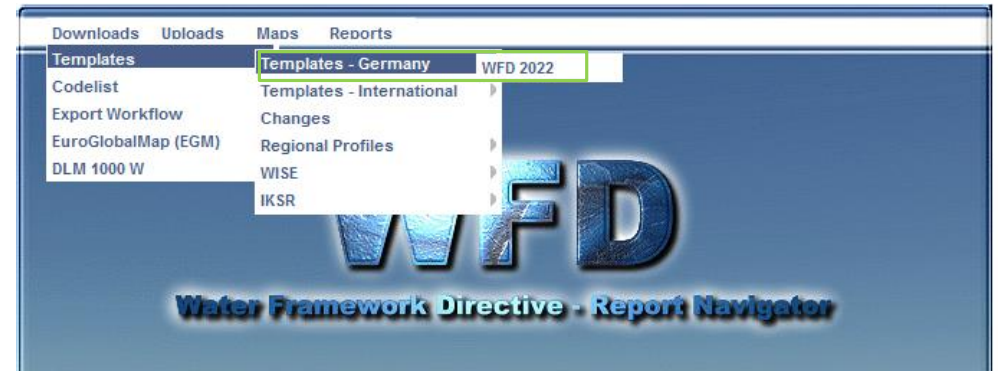 Downloads Uploads Maps Reports
Templates
Codelist
Export Workflow
EuroGlobalMap (EGM)
DLM 1000 W
Templates - Germany
Templates - International
Changes
Regional Profiles
WISE
IKSR
WFD 2022
WFD
Water Framework Directive - Report Navigator